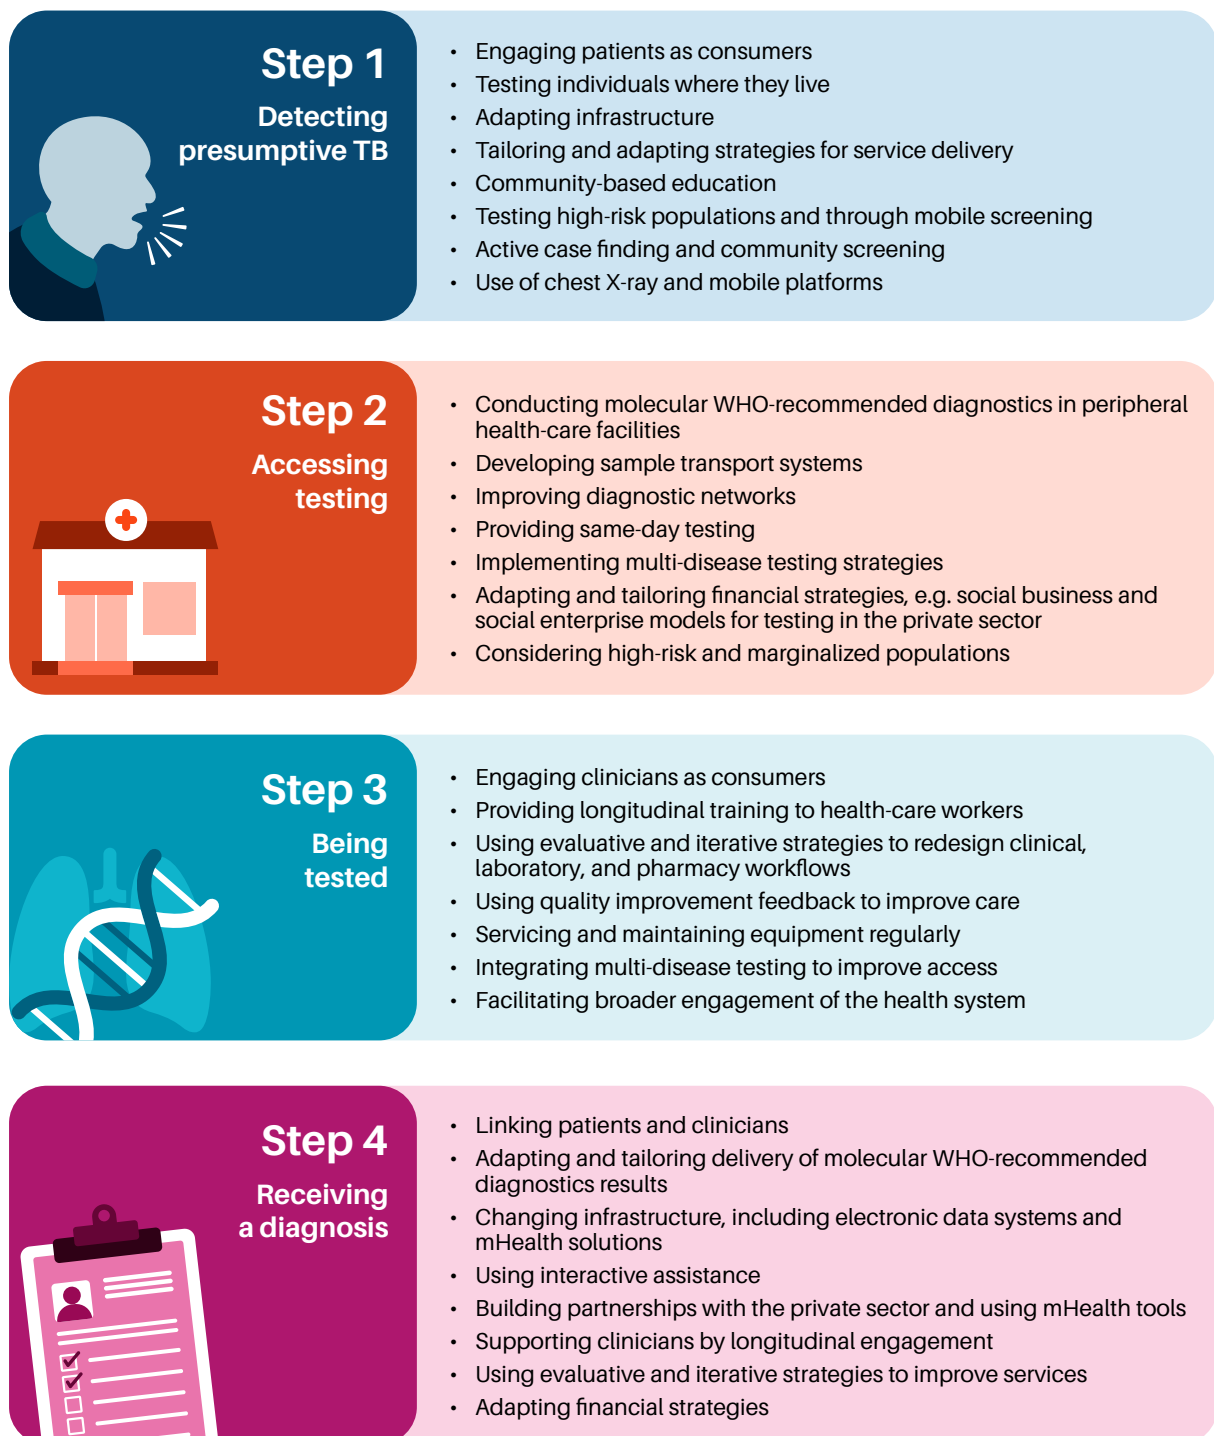 Step 1
Detecting
presumptive TB
• Engaging patients as consumers
• Testing individuals where they live
• Adapting infrastructure
• Tailoring and adapting strategies for service delivery
• Community-based education
• Testing high-risk populations and through mobile screening
• Active case finding and community screening
• Use of chest X-ray and mobile platforms
Step 2
Accessing
testing
• Conducting molecular WHO-recommended diagnostics in peripheral
health-care facilities
• Developing sample transport systems
• Improving diagnostic networks
• Providing same-day testing
• Implementing multi-disease testing strategies
• Adapting and tailoring financial strategies, e.g. social business and
social enterprise models for testing in the private sector
• Considering high-risk and marginalized populations
Step 3
Being
tested
• Engaging clinicians as consumers
• Providing longitudinal training to health-care workers
• Using evaluative and iterative strategies to redesign clinical,
laboratory, and pharmacy workflows
• Using quality improvement feedback to improve care
• Servicing and maintaining equipment regularly
• Integrating multi-disease testing to improve access
• Facilitating broader engagement of the health system
Step 4
Receiving
a diagnosis
• Linking patients and clinicians
• Adapting and tailoring delivery of molecular WHO-recommended
diagnostics results
• Changing infrastructure, including electronic data systems and
mHealth solutions
• Using interactive assistance
• Building partnerships with the private sector and using mHealth tools
• Supporting clinicians by longitudinal engagement
• Using evaluative and iterative strategies to improve services
• Adapting financial strategies